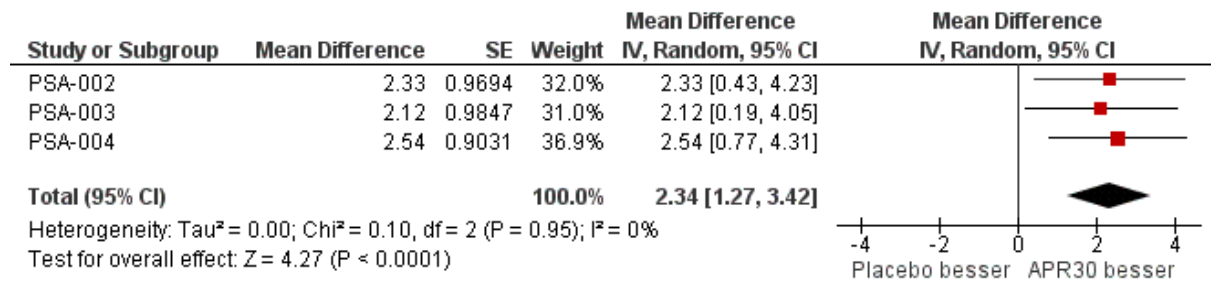 Mean Difference Mean Difference
Study or Subgroup Mean Difference SE Weight IV, Random, 95% CI IV, Random, 95% CI
PSA-002 2.33 0.9694 32.0% 2.33 [0.43, 4.23]
PSA-003 2.12 0.9847 31.0% 2.12 [0.19, 4.05]
PSA-004 2.54 0.9031 36.9% 2.54 [0.77, 4.31]
Total (95% CI) 100.0% 2.34 [1.27, 3.42]
Heterogeneity: Tau² = 0.00; Chi² = 0.10, df = 2 (P = 0.95); I² = 0%
Test for overall effect: Z = 4.27 (P < 0.0001)
-4 -2 0 2 4
Placebo besser APR30 besser